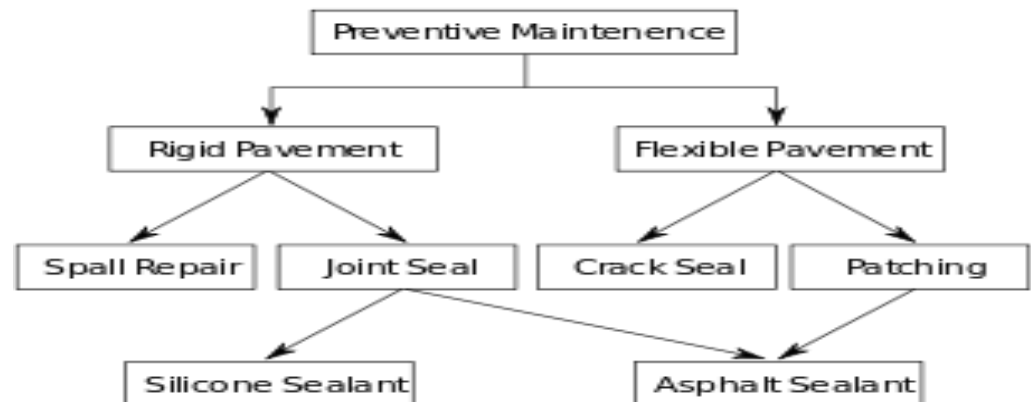 Preventive Maintenence
Rigid Pavement
Flexible Pavement
Spall Repair
Joint Seal
Crack Seal
Patching
Silicone Sealant
Asphalt Sealant